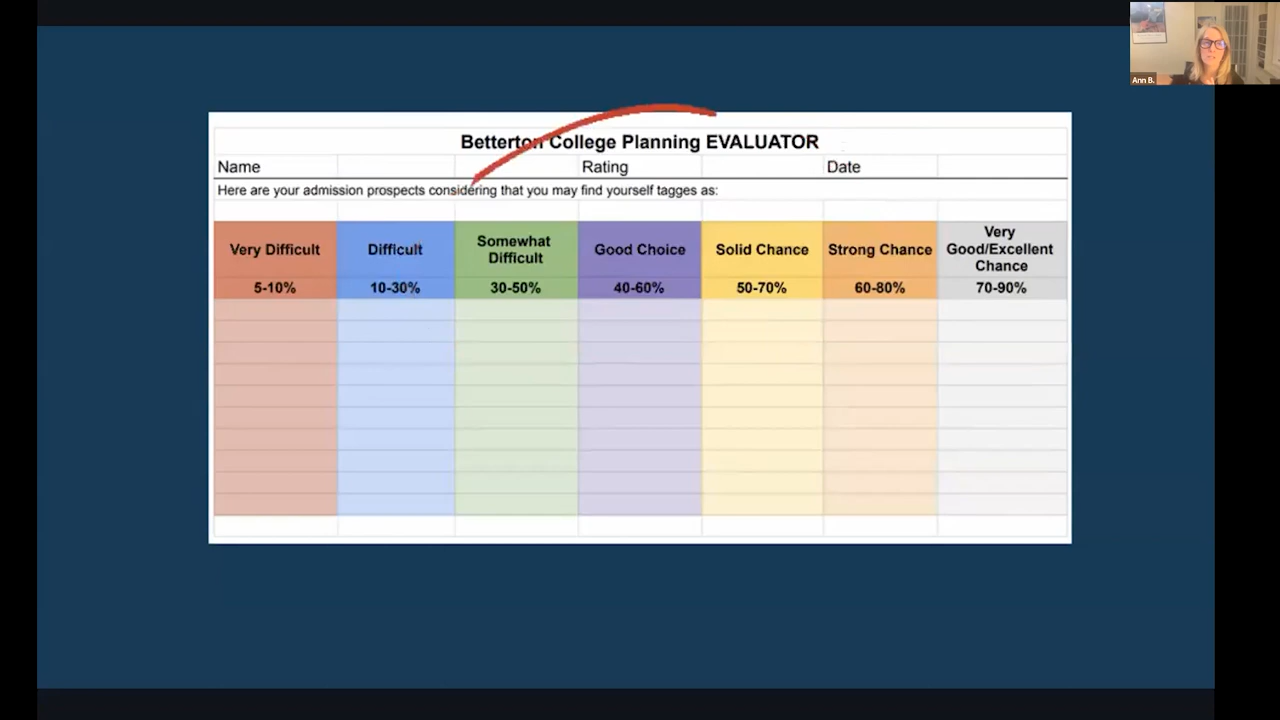 Ann B.
Betterton College Planning EVALUATOR
Name Rating Date
Here are your admission prospects considering that you may find yourself tagges as:
Very Difficult Difficult Somewhat Difficult Good Choice Solid Chance Strong Chance Very Good/Excellent Chance
5-10% 10-30% 30-50% 40-60% 50-70% 60-80% 70-90%